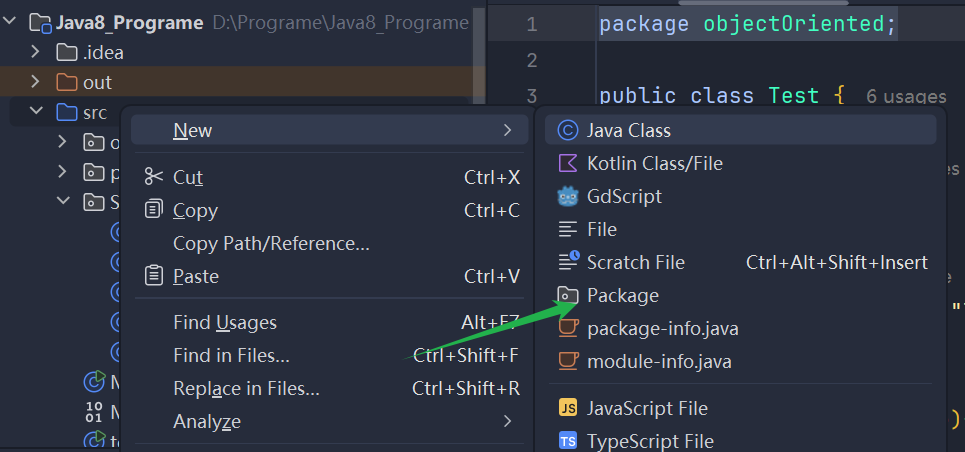 Java8_Programe D:\Programe\Java8_Programe
.idea
out
src
New
Cut Ctrl+X
Copy Ctrl+C
Copy Path/Reference...
Paste Ctrl+V
Find Usages
Find in Files... Ctrl+Shift+F
Replace in Files... Ctrl+Shift+R
Analyze
Java Class
Kotlin Class/File
GdScript
File
Scratch File Ctrl+Alt+Shift+Insert
Package
package-info.java
module-info.java
JavaScript File
TypeScript File
1 package objectOriented;
2
3 public class Test { 6 usages